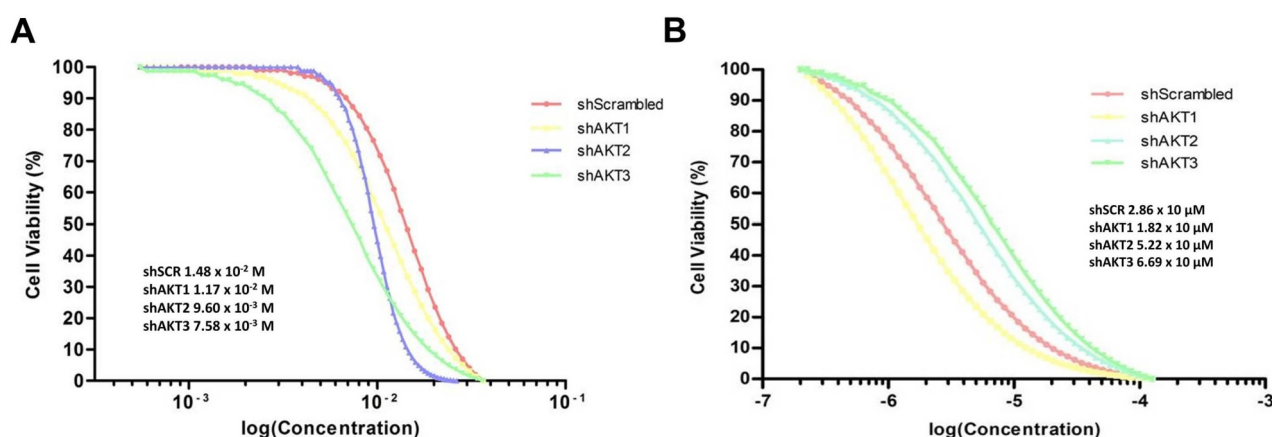 A
100
90
80
70
60
50
40
30
20
10
0
Cell Viability (%)
shScrambled
shAKT1
shAKT2
shAKT3
shSCR 1.48 x 10⁻² M
shAKT1 1.17 x 10⁻² M
shAKT2 9.60 x 10⁻³ M
shAKT3 7.58 x 10⁻³ M
10⁻³ 10⁻² 10⁻¹
log(Concentration)
B
100
90
80
70
60
50
40
30
20
10
0
Cell Viability (%)
shScrambled
shAKT1
shAKT2
shAKT3
shSCR 2.86 x 10 µM
shAKT1 1.82 x 10 µM
shAKT2 5.22 x 10 µM
shAKT3 6.69 x 10 µM
-7 -6 -5 -4 -3
log(Concentration)